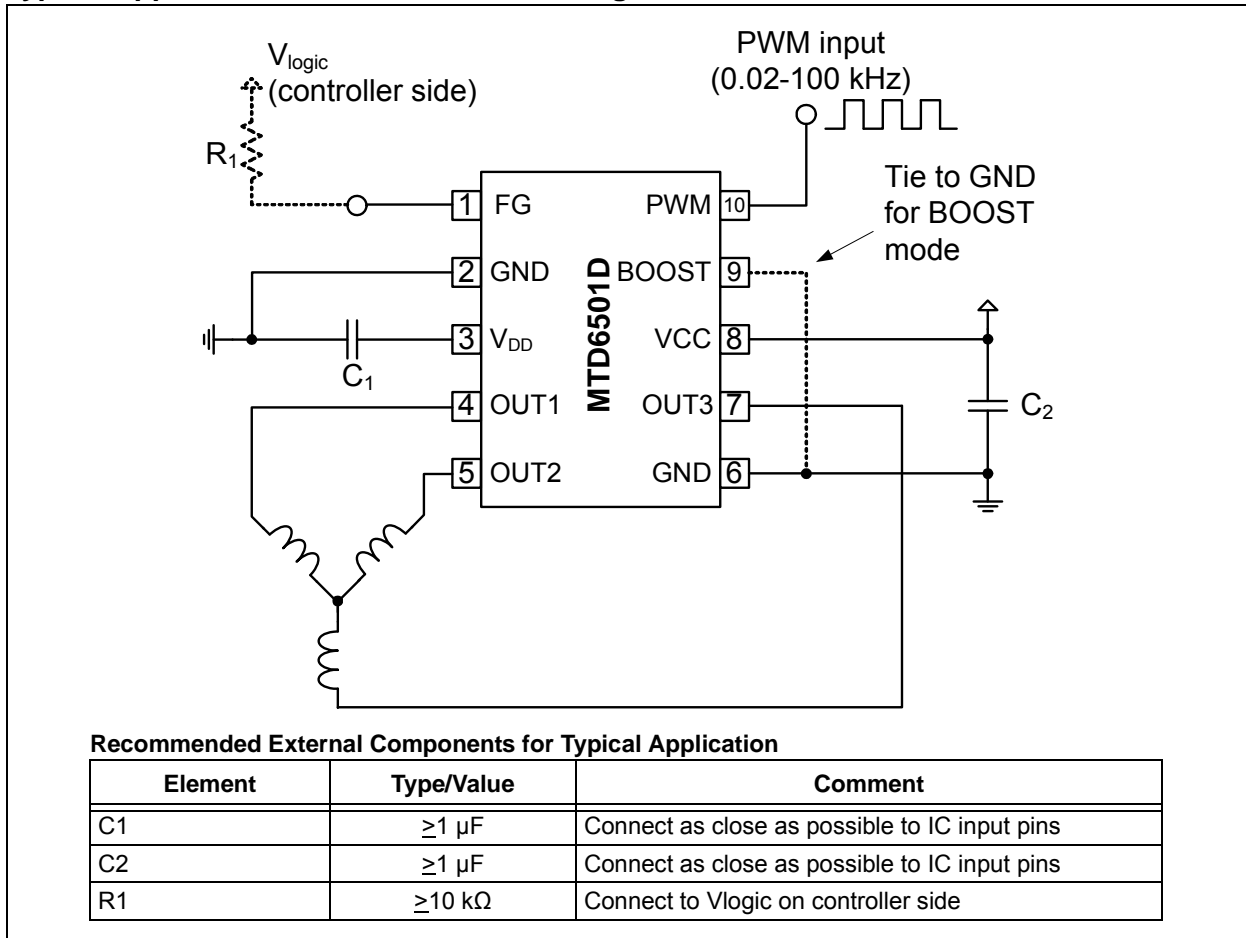 V_logic
(controller side)
PWM input
(0.02-100 kHz)
R₁
Tie to GND
for BOOST
mode
1 FG
PWM 10
2 GND
BOOST 9
MTD6501D
3 V_DD
VCC 8
C₁
4 OUT1
OUT3 7
C₂
5 OUT2
GND 6
Recommended External Components for Typical Application
Element Type/Value Comment
C1 ≥1 µF Connect as close as possible to IC input pins
C2 ≥1 µF Connect as close as possible to IC input pins
R1 ≥10 kΩ Connect to Vlogic on controller side